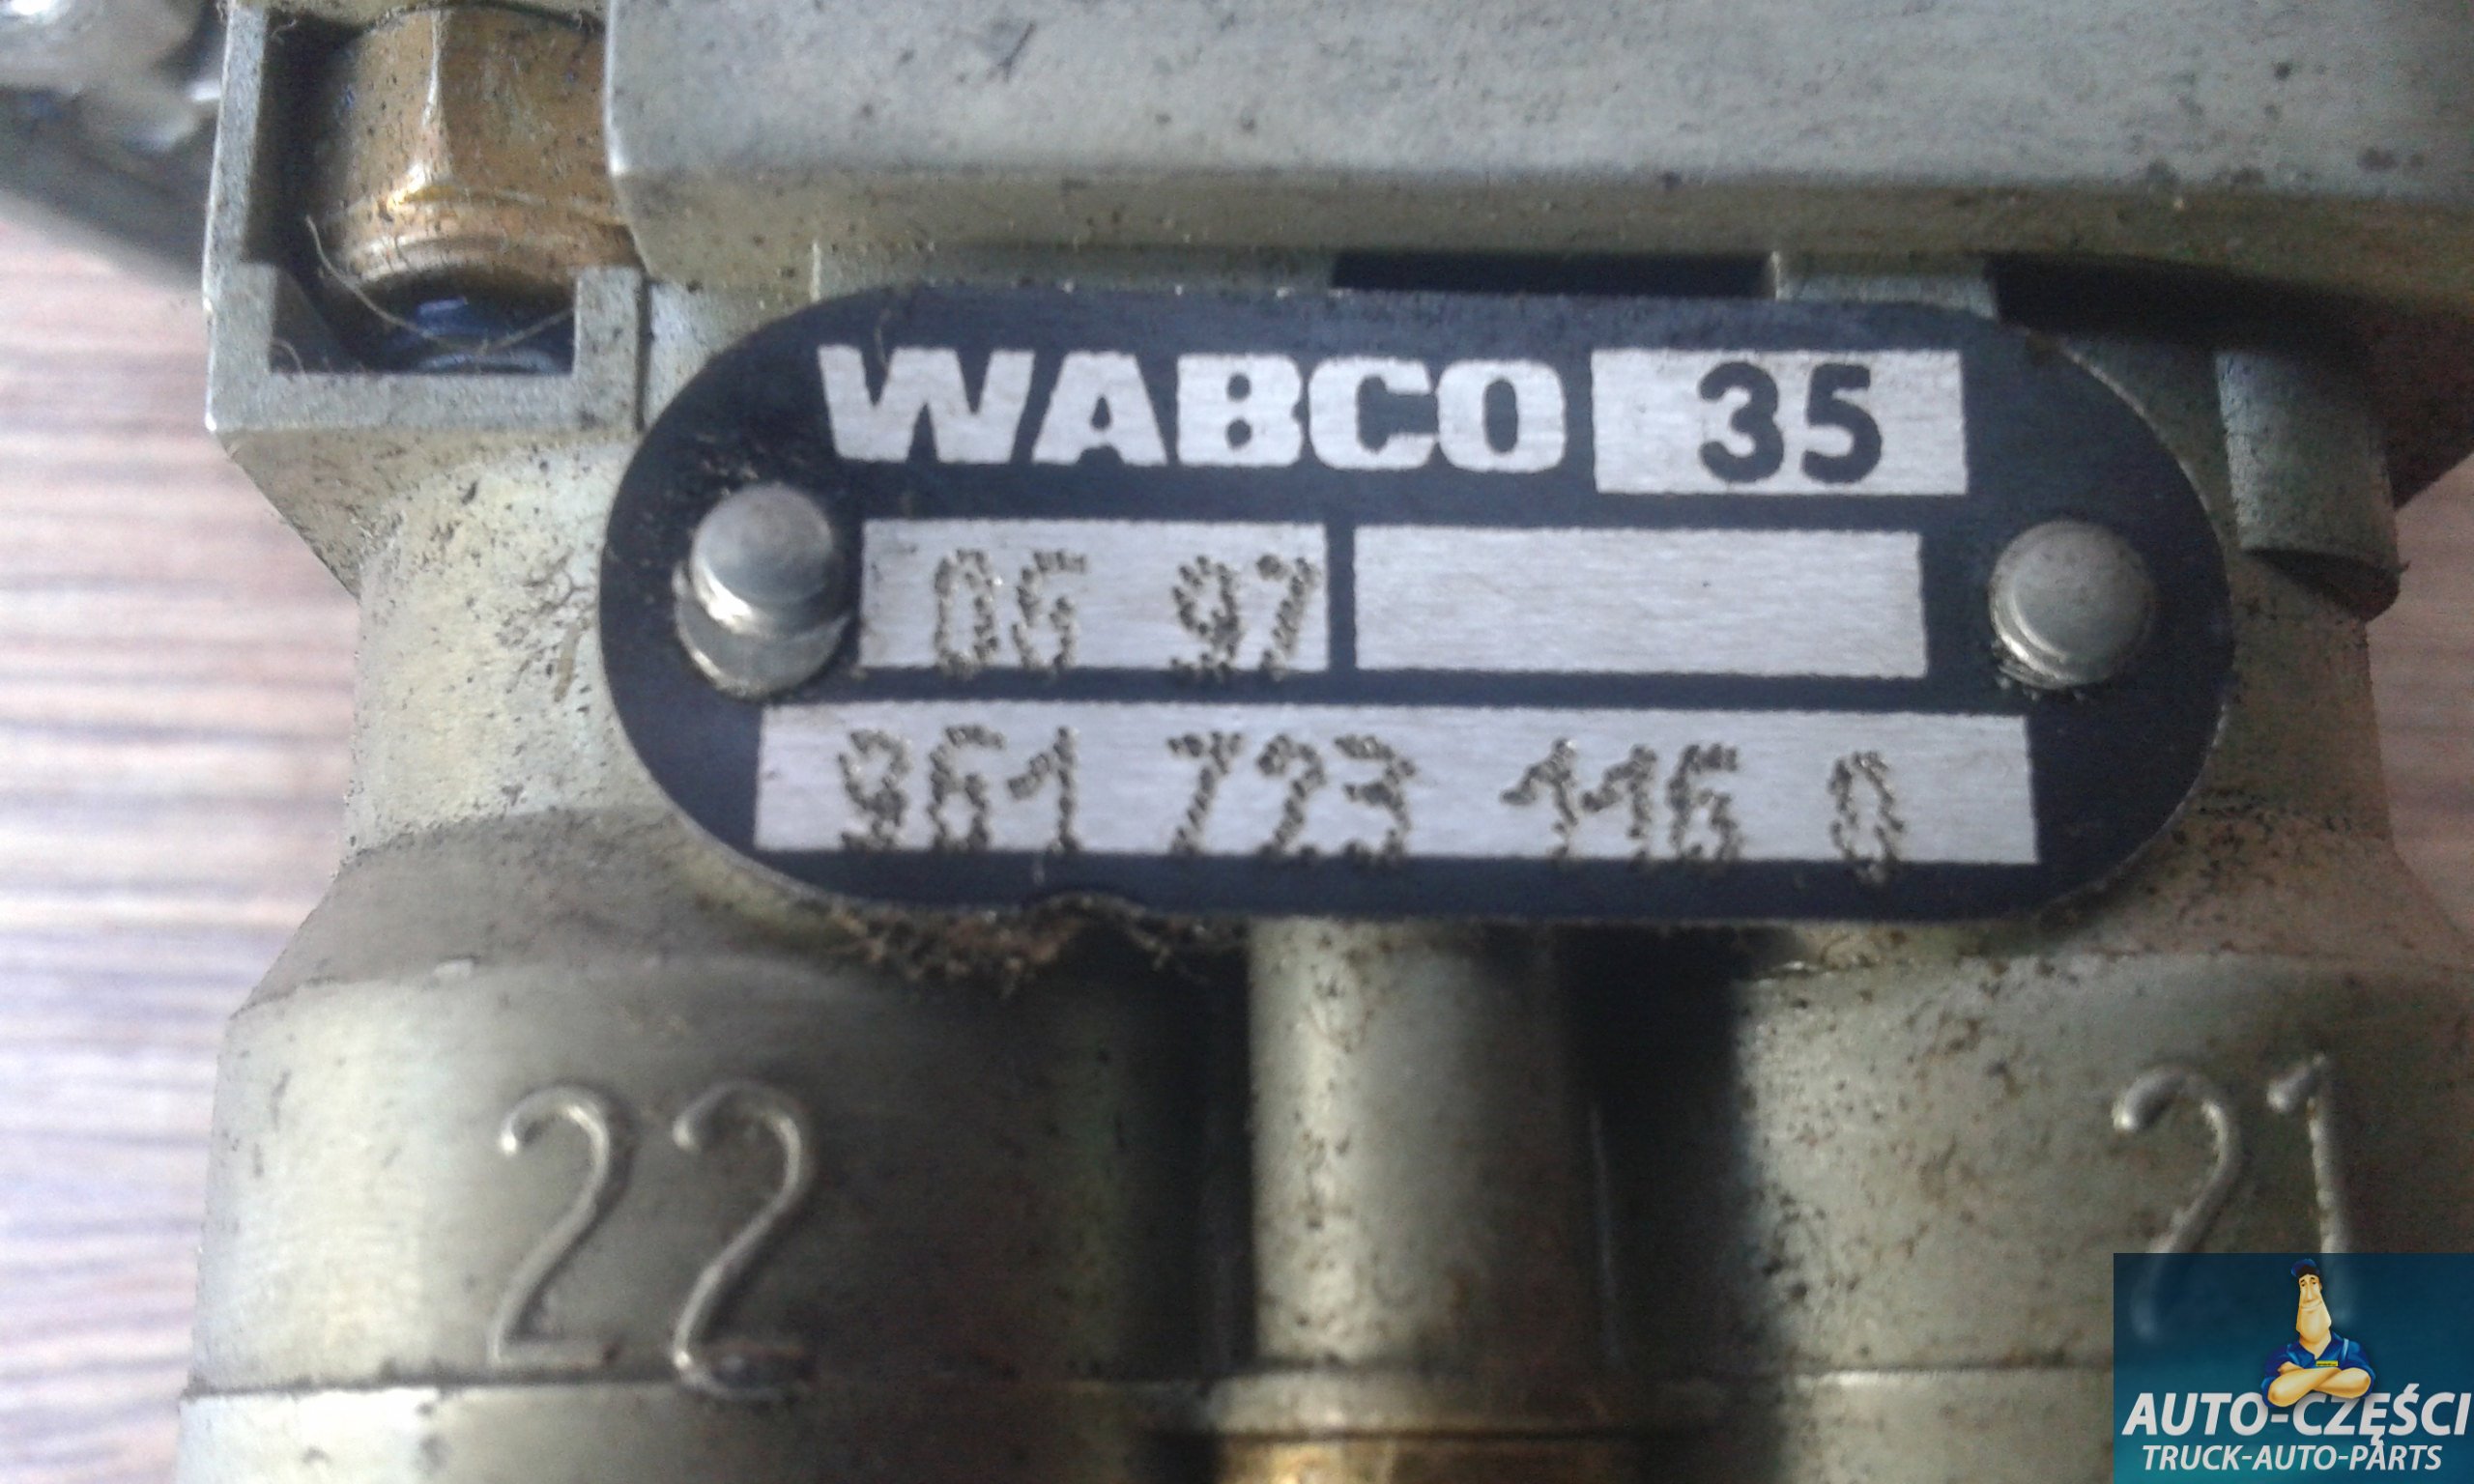 WABCO 35
06 97
961 723 116 0
22
21
AUTO-CZĘŚCI
TRUCK-AUTO-PARTS